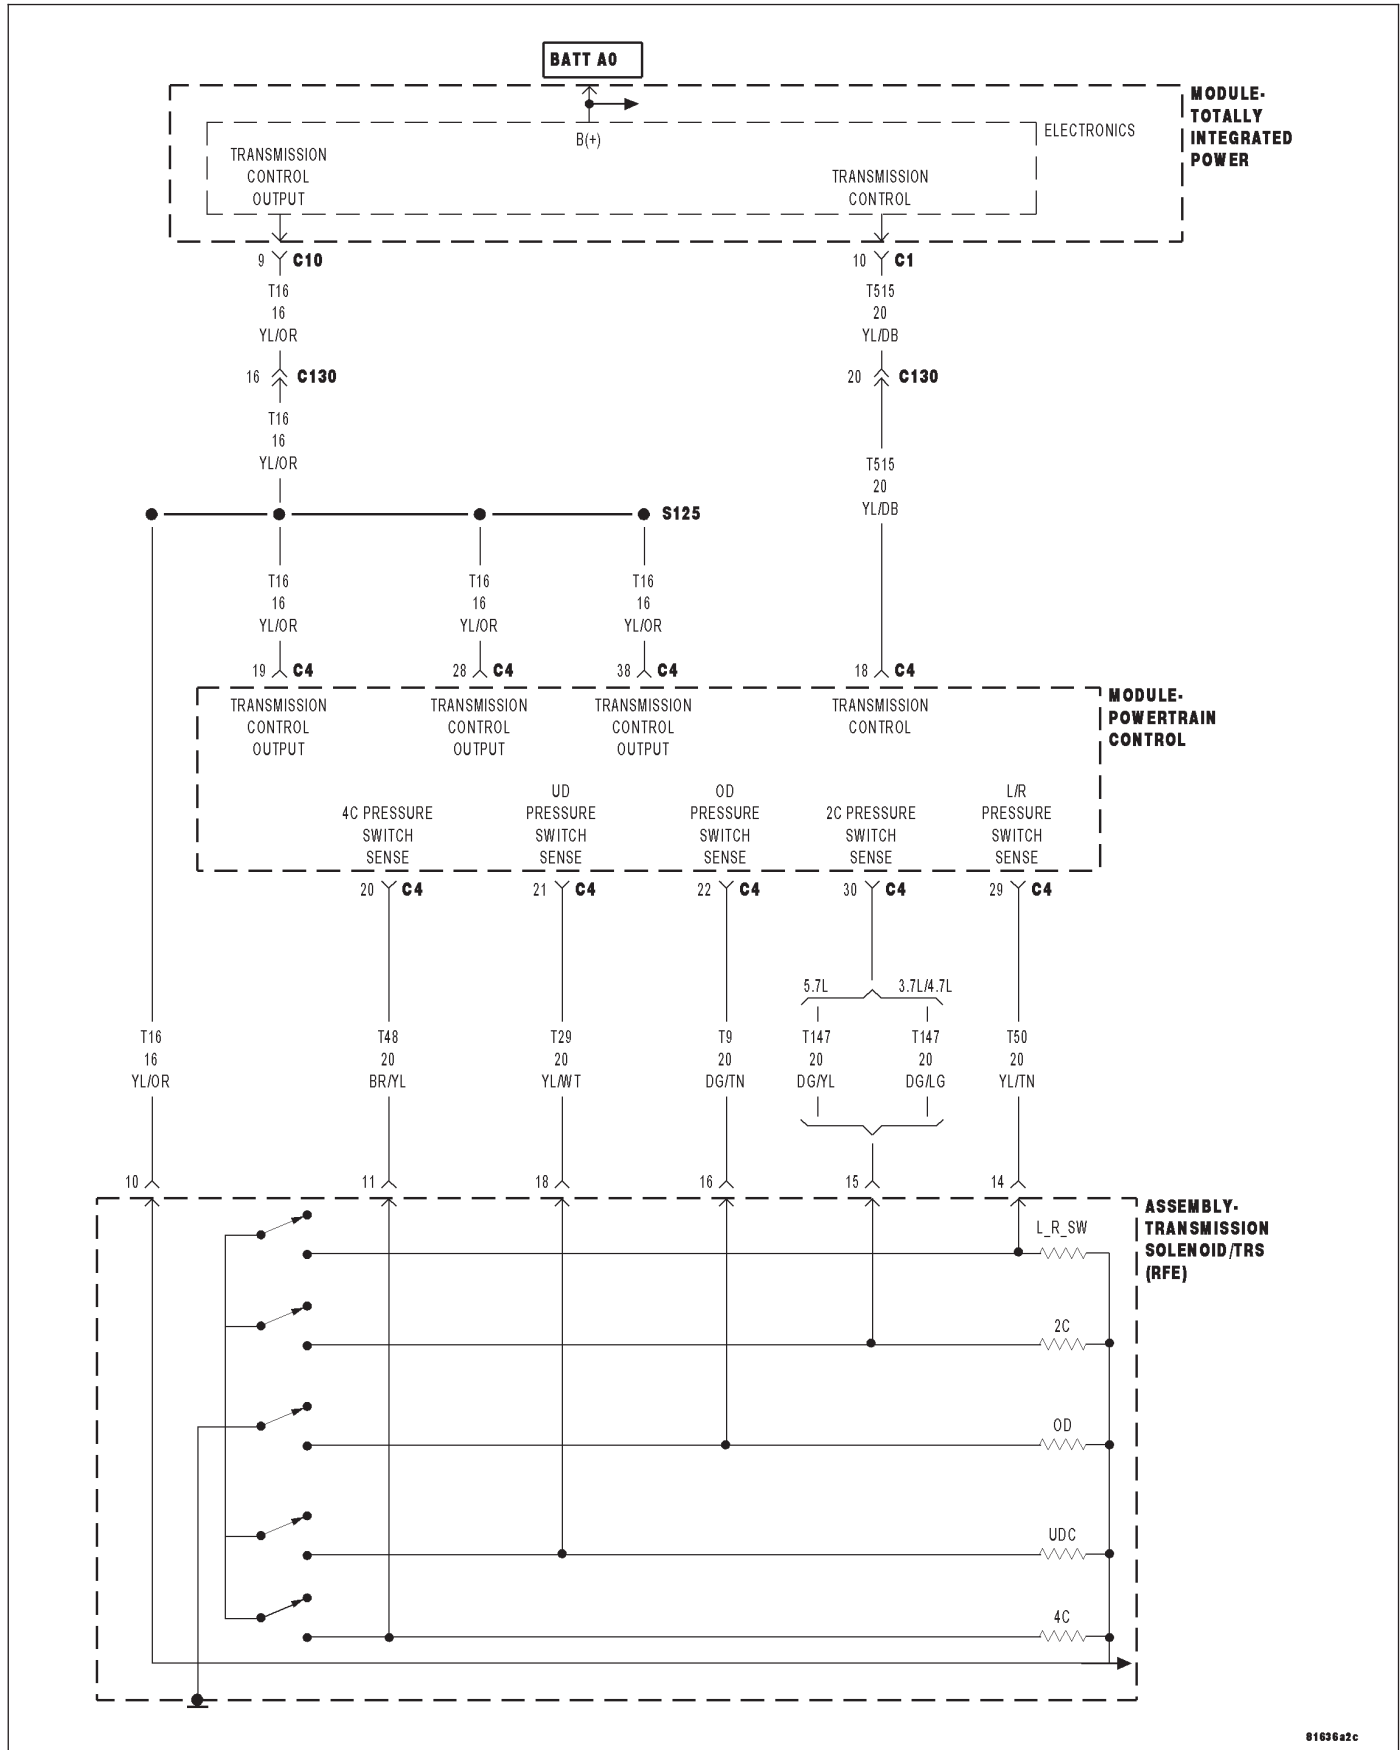 BATT A0
MODULE-
TOTALLY
INTEGRATED
POWER
B(+)
ELECTRONICS
TRANSMISSION
CONTROL
OUTPUT
TRANSMISSION
CONTROL
9 C10
10 C1
T16
16
YL/OR
T515
20
YL/DB
16 C130
20 C130
T16
16
YL/OR
T515
20
YL/DB
S125
T16
16
YL/OR
T16
16
YL/OR
T16
16
YL/OR
19 C4
28 C4
38 C4
18 C4
MODULE-
POWERTRAIN
CONTROL
TRANSMISSION
CONTROL
OUTPUT
TRANSMISSION
CONTROL
OUTPUT
TRANSMISSION
CONTROL
OUTPUT
TRANSMISSION
CONTROL
4C PRESSURE
SWITCH
SENSE
UD
PRESSURE
SWITCH
SENSE
OD
PRESSURE
SWITCH
SENSE
2C PRESSURE
SWITCH
SENSE
L/R
PRESSURE
SWITCH
SENSE
20 C4
21 C4
22 C4
30 C4
29 C4
5.7L
3.7L/4.7L
T16
16
YL/OR
T48
20
BR/YL
T29
20
YL/WT
T9
20
DG/TN
T147
20
DG/YL
T147
20
DG/LG
T50
20
YL/TN
10
11
18
16
15
14
ASSEMBLY-
TRANSMISSION
SOLENOID/TRS
(RFE)
L_R_SW
2C
OD
UDC
4C
81636a2c